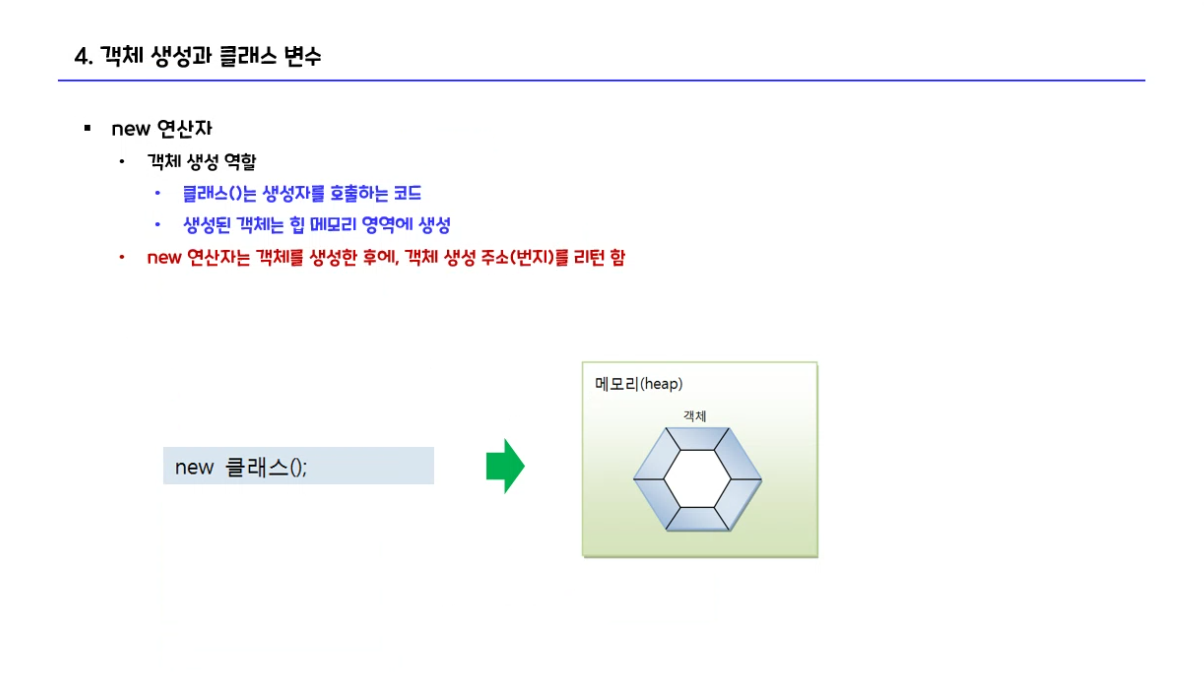 4. 객체 생성과 클래스 변수
▪ new 연산자
• 객체 생성 역할
• 클래스()는 생성자를 호출하는 코드
• 생성된 객체는 힙 메모리 영역에 생성
• new 연산자는 객체를 생성한 후에, 객체 생성 주소(번지)를 리턴 함
메모리(heap)
객체
new 클래스();